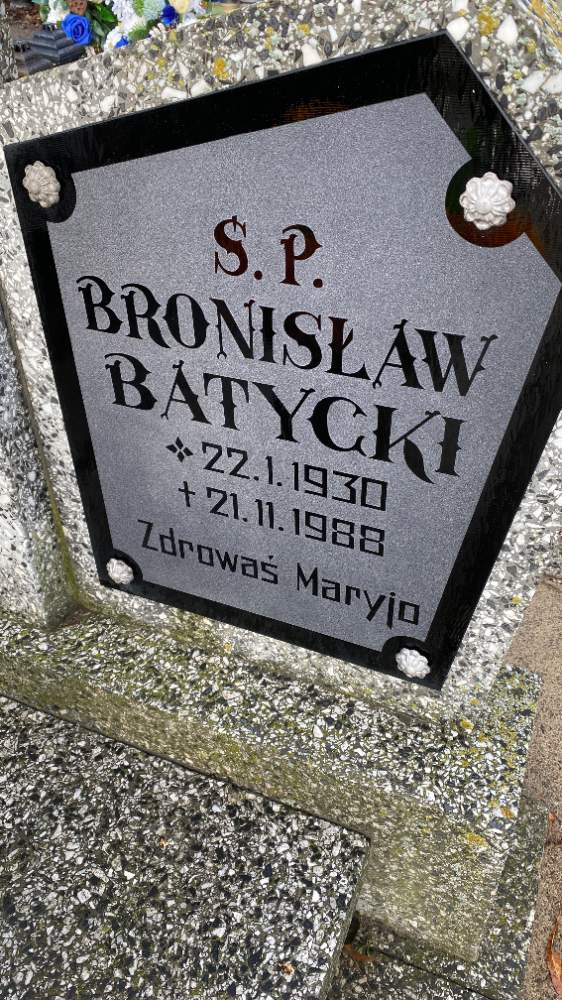 Ś. P.
BRONISŁAW
BATYCKI
22.1.1930
✝ 21.11.1988
Zdrowaś Maryjo